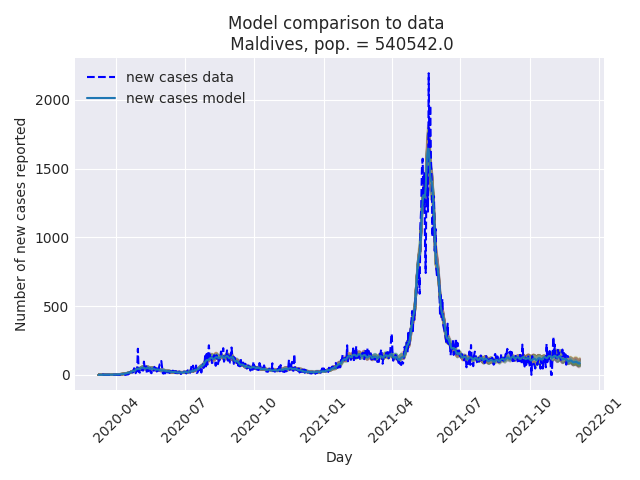 Model comparison to data
Maldives, pop. = 540542.0
new cases data
new cases model
Number of new cases reported
2000
1500
1000
500
0
2020-04
2020-07
2020-10
2021-01
2021-04
2021-07
2021-10
2022-01
Day